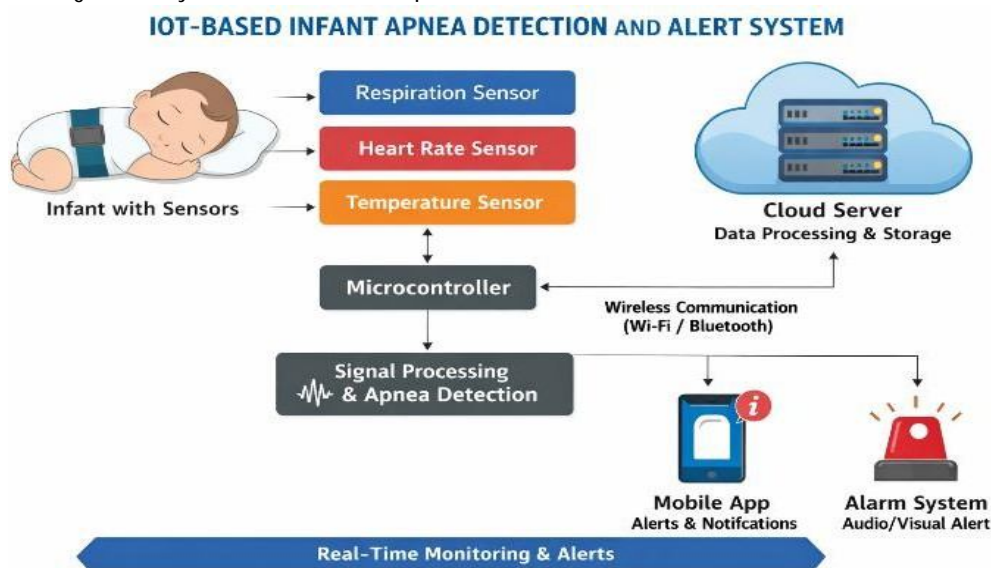 IOT-BASED INFANT APNEA DETECTION AND ALERT SYSTEM
Respiration Sensor
Heart Rate Sensor
Temperature Sensor
Infant with Sensors
Cloud Server
Data Processing & Storage
Microcontroller
Wireless Communication
(Wi-Fi / Bluetooth)
Signal Processing
& Apnea Detection
i
Mobile App
Alerts & Notifcations
Alarm System
Audio/Visual Alert
Real-Time Monitoring & Alerts